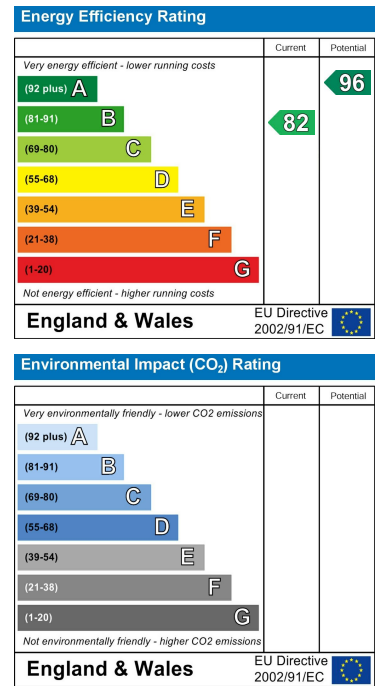 Energy Efficiency Rating
Current Potential
Very energy efficient - lower running costs
(92 plus) A
(81-91) B
(69-80) C
(55-68) D
(39-54) E
(21-38) F
(1-20) G
82
96
Not energy efficient - higher running costs
England & Wales
EU Directive
2002/91/EC
Environmental Impact (CO₂) Rating
Current Potential
Very environmentally friendly - lower CO2 emissions
(92 plus) A
(81-91) B
(69-80) C
(55-68) D
(39-54) E
(21-38) F
(1-20) G
Not environmentally friendly - higher CO2 emissions
England & Wales
EU Directive
2002/91/EC